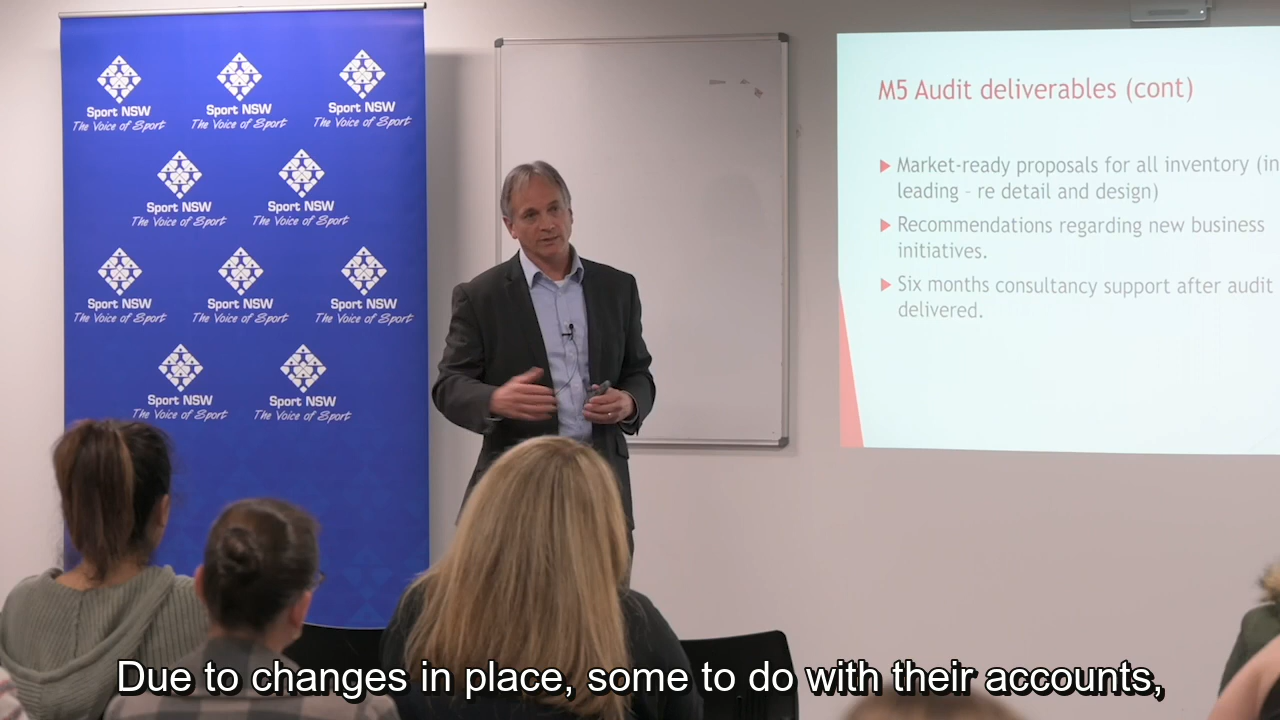 Sport NSW
The Voice of Sport
Sport NSW
The Voice of Sport
Sport NSW
The Voice of Sport
Sport NSW
The Voice of Sport
Sport NSW
The Voice of Sport
Sport NSW
The Voice of Sport
Sport NSW
The Voice of Sport
Sport NSW
The Voice of Sport
Sport NSW
The Voice of Sport
Sport NSW
The Voice of Sport
M5 Audit deliverables (cont)
Market-ready proposals for all inventory (in
leading - re detail and design)
Recommendations regarding new business
initiatives.
Six months consultancy support after audit
delivered.
Due to changes in place, some to do with their accounts,